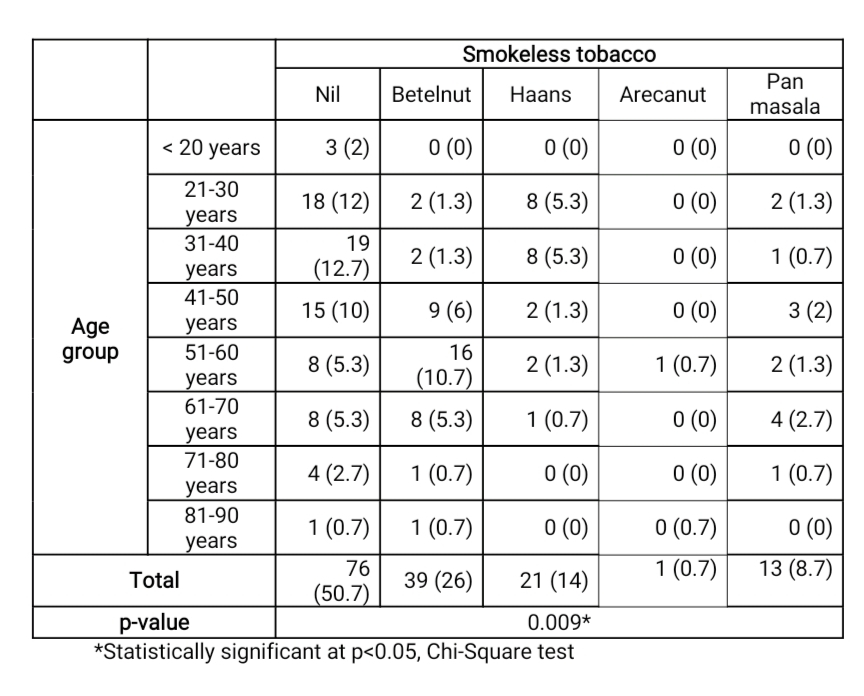 Smokeless tobacco
Nil Betelnut Haans Arecanut Pan
masala
< 20 years 3 (2) 0 (0) 0 (0) 0 (0) 0 (0)
21-30
years 18 (12) 2 (1.3) 8 (5.3) 0 (0) 2 (1.3)
31-40
years 19
(12.7) 2 (1.3) 8 (5.3) 0 (0) 1 (0.7)
41-50
years 15 (10) 9 (6) 2 (1.3) 0 (0) 3 (2)
Age
group
51-60
years 8 (5.3) 16
(10.7) 2 (1.3) 1 (0.7) 2 (1.3)
61-70
years 8 (5.3) 8 (5.3) 1 (0.7) 0 (0) 4 (2.7)
71-80
years 4 (2.7) 1 (0.7) 0 (0) 0 (0) 1 (0.7)
81-90
years 1 (0.7) 1 (0.7) 0 (0) 0 (0.7) 0 (0)
Total 76
(50.7) 39 (26) 21 (14) 1 (0.7) 13 (8.7)
p-value 0.009*
*Statistically significant at p<0.05, Chi-Square test